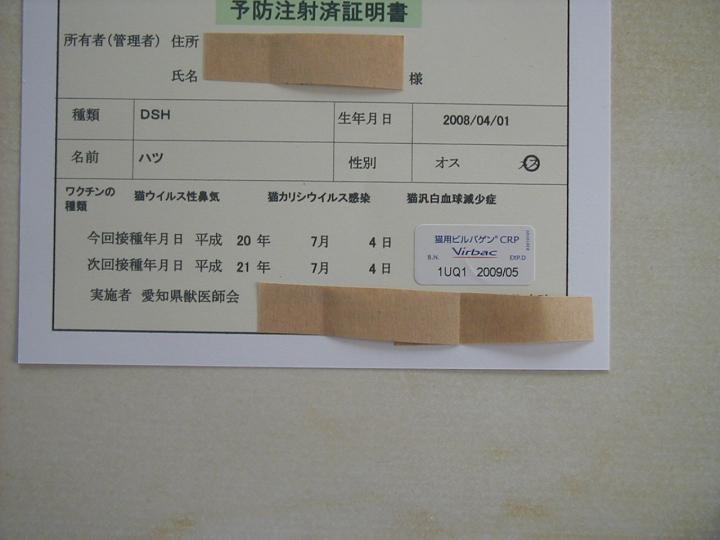 予防注射済証明書
所有者(管理者) 住所
氏名 様
種類 DSH 生年月日 2008/04/01
名前 ハツ 性別 オス メス
ワクチンの種類 猫ウイルス性鼻気 猫カリシウイルス感染 猫汎白血球減少症
今回接種年月日 平成 20 年 7月 4 日
次回接種年月日 平成 21 年 7月 4 日
猫用ビルバゲン® CRP
Virbac
B.N. EXP.D
1UQ1 2009/05
実施者 愛知県獣医師会